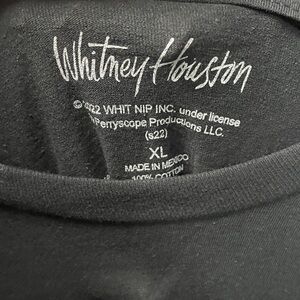 Whitney Houston
© 2022 WHIT NIP INC. under license
Perryscope Productions LLC.
(s22)
XL
MADE IN MEXICO
100% COTTON